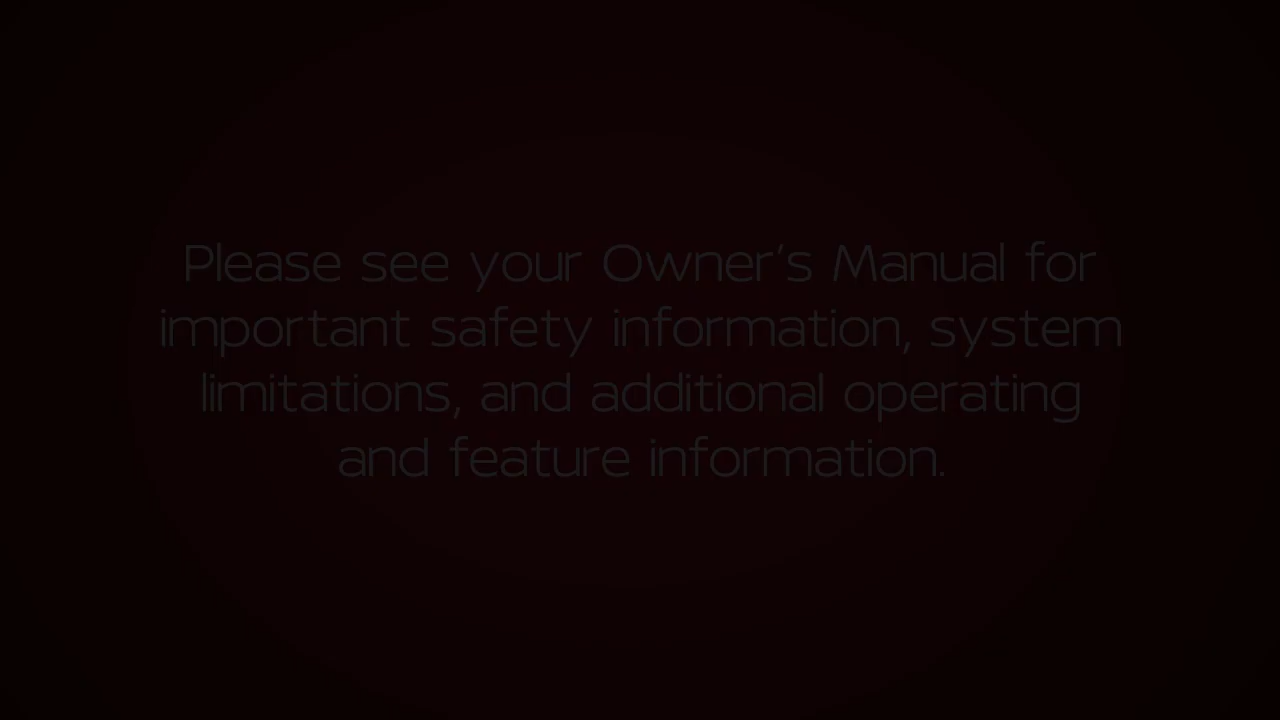 Please see your Owner’s Manual for
important safety information, system
limitations, and additional operating
and feature information.